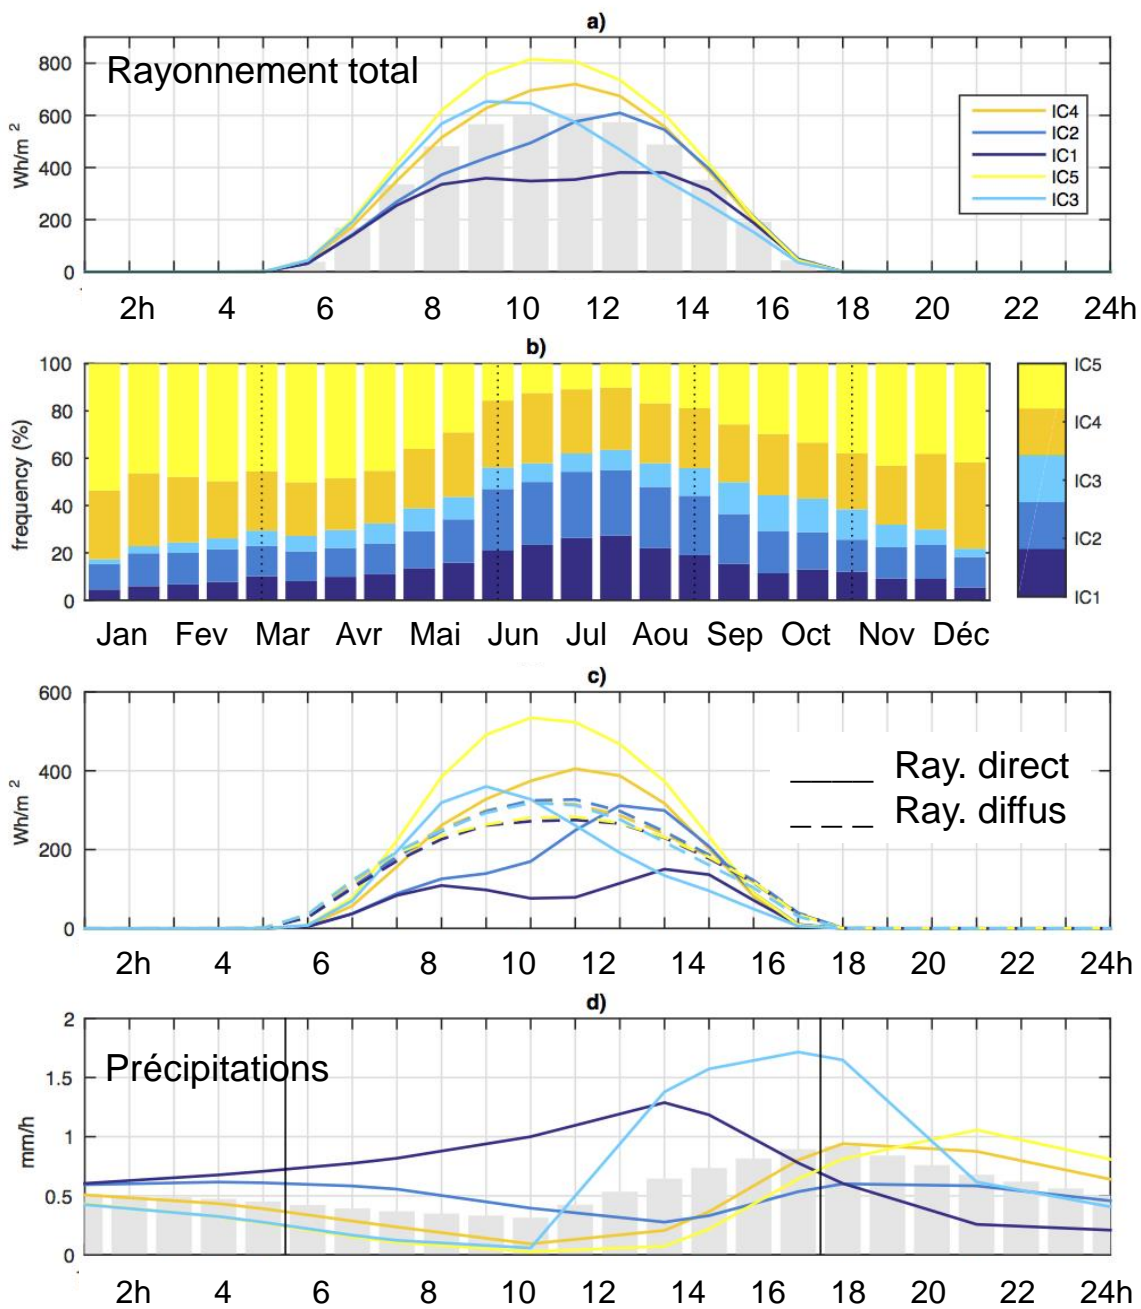 a)
Rayonnement total
Wh/m 2
800
600
400
200
0
IC4
IC2
IC1
IC5
IC3
2h 4 6 8 10 12 14 16 18 20 22 24h
b)
frequency (%)
100
80
60
40
20
0
IC5
IC4
IC3
IC2
IC1
Jan Fev Mar Avr Mai Jun Jul Aou Sep Oct Nov Déc
c)
Wh/m 2
600
400
200
0
Ray. direct
Ray. diffus
2h 4 6 8 10 12 14 16 18 20 22 24h
d)
Précipitations
mm/h
2
1.5
1
0.5
0
2h 4 6 8 10 12 14 16 18 20 22 24h